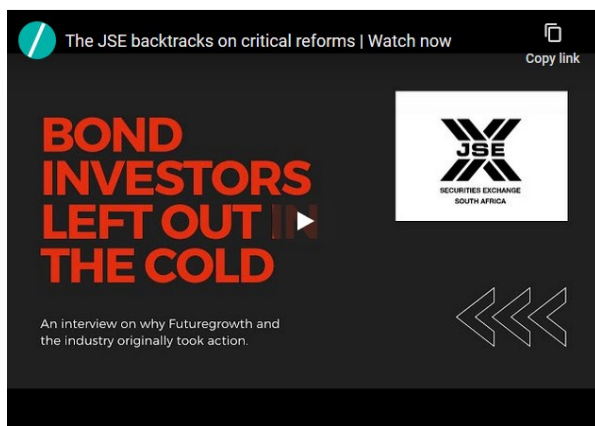 The JSE backtracks on critical reforms | Watch now
Copy link
BOND
INVESTORS
LEFT OUT IN
THE COLD
JSE
SECURITIES EXCHANGE
SOUTH AFRICA
An interview on why Futuregrowth and
the industry originally took action.